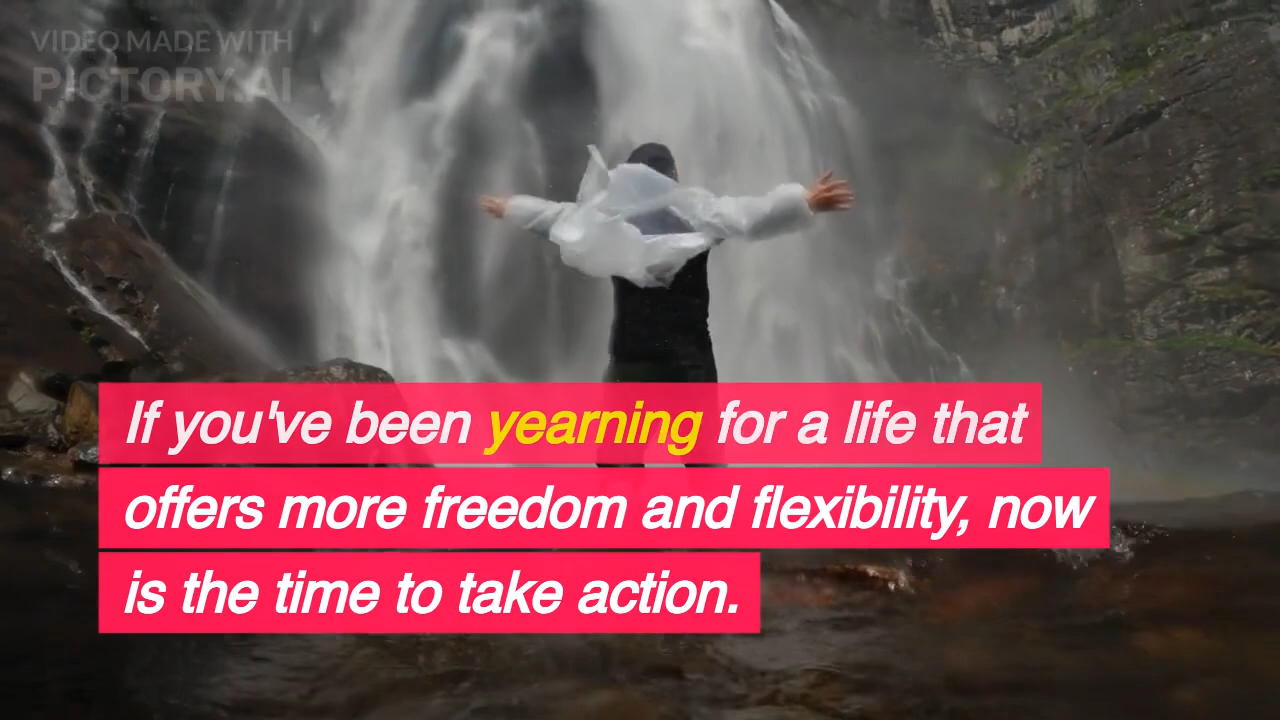 VIDEO MADE WITH
PICTORY.AI
If you've been yearning for a life that
offers more freedom and flexibility, now
is the time to take action.